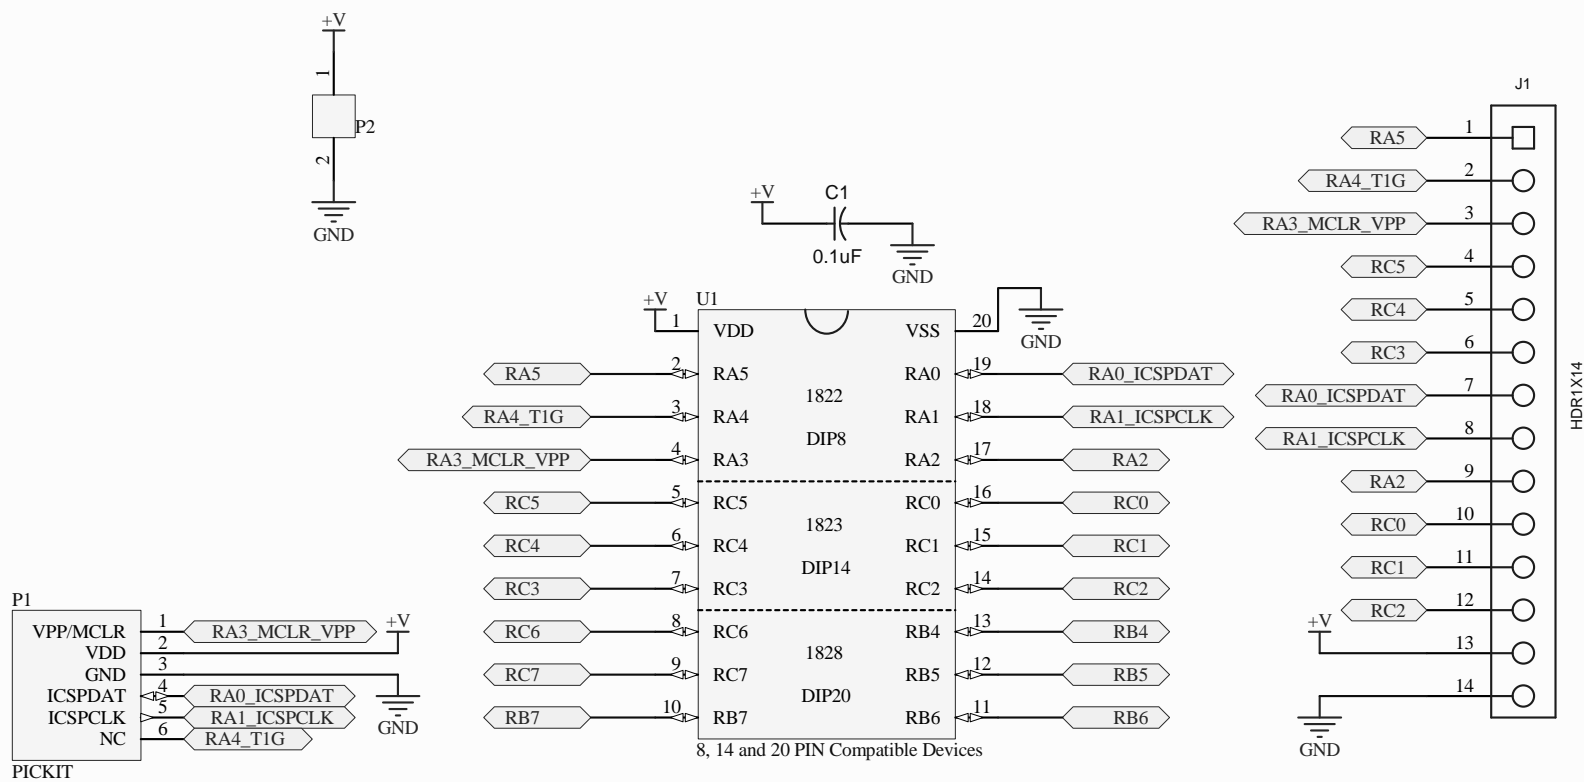 +V
1
P2
2
GND
+V
C1
0.1uF
GND
+V
U1
GND
1
VDD
VSS
20
RA5
2
RA5
RA0
19
RA0_ICSPDAT
1822
RA4_T1G
3
RA4
RA1
18
RA1_ICSPCLK
DIP8
RA3_MCLR_VPP
4
RA3
RA2
17
RA2
RC5
5
RC5
RC0
16
RC0
1823
RC4
6
RC4
RC1
15
RC1
DIP14
RC3
7
RC3
RC2
14
RC2
RC6
8
RC6
RB4
13
RB4
1828
RC7
9
RC7
RB5
12
RB5
DIP20
RB7
10
RB7
RB6
11
RB6
8, 14 and 20 PIN Compatible Devices
P1
VPP/MCLR
1
RA3_MCLR_VPP
+V
VDD
2
GND
3
ICSPDAT
4
RA0_ICSPDAT
ICSPCLK
5
RA1_ICSPCLK
GND
NC
6
RA4_T1G
PICKIT
J1
RA5
1
RA4_T1G
2
RA3_MCLR_VPP
3
RC5
4
RC4
5
RC3
6
RA0_ICSPDAT
7
RA1_ICSPCLK
8
RA2
9
RC0
10
RC1
11
RC2
12
+V
13
14
GND
HDR1X14